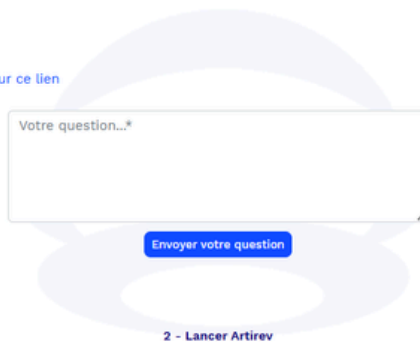 ur ce lien
Votre question...*
Envoyer votre question
2 - Lancer Artirev